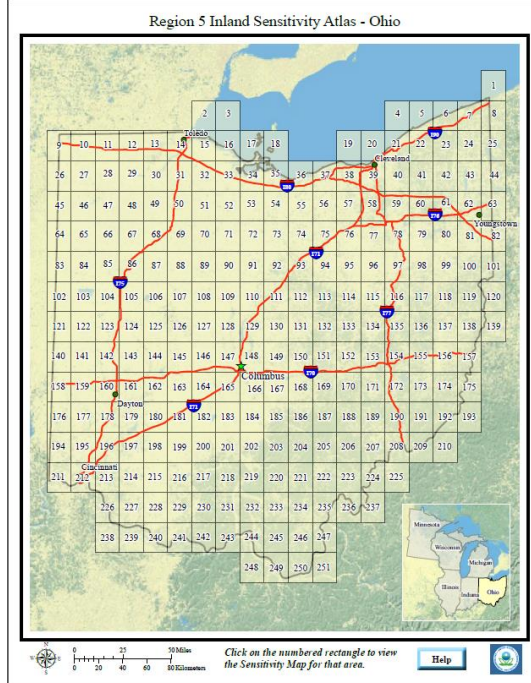 Region 5 Inland Sensitivity Atlas - Ohio
1
2 3 4 5 6 7 8
Toledo
9 10 11 12 13 14 15 16 17 18 19 20 21 22 23 24 25
Cleveland
26 27 28 29 30 31 32 33 34 35 36 37 38 39 40 41 42 43 44
45 46 47 48 49 50 51 52 53 54 55 56 57 58 59 60 61 62 63
Youngstown
64 65 66 67 68 69 70 71 72 73 74 75 76 77 78 79 80 81 82
83 84 85 86 87 88 89 90 91 92 93 94 95 96 97 98 99 100 101
271
275
102 103 104 105 106 107 108 109 110 111 112 113 114 115 116 117 118 119 120
277
121 122 123 124 125 126 127 128 129 130 131 132 133 134 135 136 137 138 139
140 141 142 143 144 145 146 147 148 149 150 151 152 153 154 155 156 157
Columbus
158 159 160 161 162 163 164 165 166 167 168 169 170 171 172 173 174 175
Dayton
271
176 177 178 179 180 181 182 183 184 185 186 187 188 189 190 191 192 193
194 195 196 197 198 199 200 201 202 203 204 205 206 207 208 209 210
Cincinnati
211 212 213 214 215 216 217 218 219 220 221 222 223 224 225
226 227 228 229 230 231 232 233 234 235 236 237
238 239 240 241 242 243 244 245 246 247
248 249 250 251
Minnesota
Wisconsin
Michigan
Illinois
Indiana
Ohio
0 25 50 Miles
0 20 40 60 80 Kilometers
Click on the numbered rectangle to view
the Sensitivity Map for that area.
Help